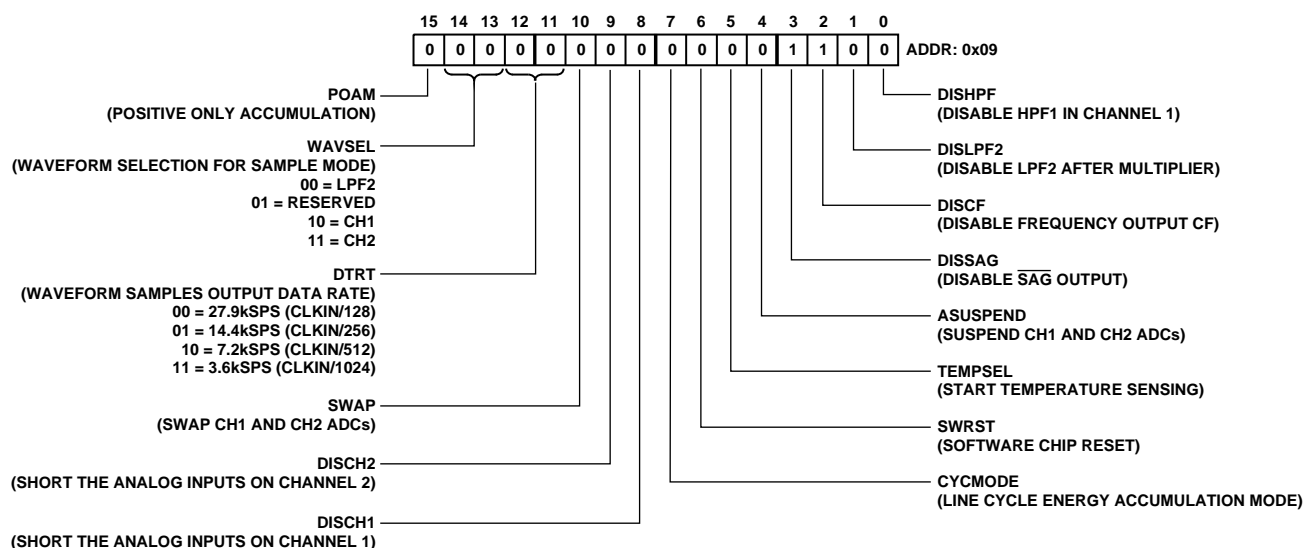 15 14 13 12 11 10 9 8 7 6 5 4 3 2 1 0
0 0 0 0 0 0 0 0 0 0 0 0 1 1 0 0 ADDR: 0x09
POAM
(POSITIVE ONLY ACCUMULATION)
WAVSEL
(WAVEFORM SELECTION FOR SAMPLE MODE)
00 = LPF2
01 = RESERVED
10 = CH1
11 = CH2
DTRT
(WAVEFORM SAMPLES OUTPUT DATA RATE)
00 = 27.9kSPS (CLKIN/128)
01 = 14.4kSPS (CLKIN/256)
10 = 7.2kSPS (CLKIN/512)
11 = 3.6kSPS (CLKIN/1024)
SWAP
(SWAP CH1 AND CH2 ADCs)
DISCH2
(SHORT THE ANALOG INPUTS ON CHANNEL 2)
DISCH1
(SHORT THE ANALOG INPUTS ON CHANNEL 1)
DISHPF
(DISABLE HPF1 IN CHANNEL 1)
DISLPF2
(DISABLE LPF2 AFTER MULTIPLIER)
DISCF
(DISABLE FREQUENCY OUTPUT CF)
DISSAG
(DISABLE S̅A̅G̅ OUTPUT)
ASUSPEND
(SUSPEND CH1 AND CH2 ADCs)
TEMPSEL
(START TEMPERATURE SENSING)
SWRST
(SOFTWARE CHIP RESET)
CYCMODE
(LINE CYCLE ENERGY ACCUMULATION MODE)